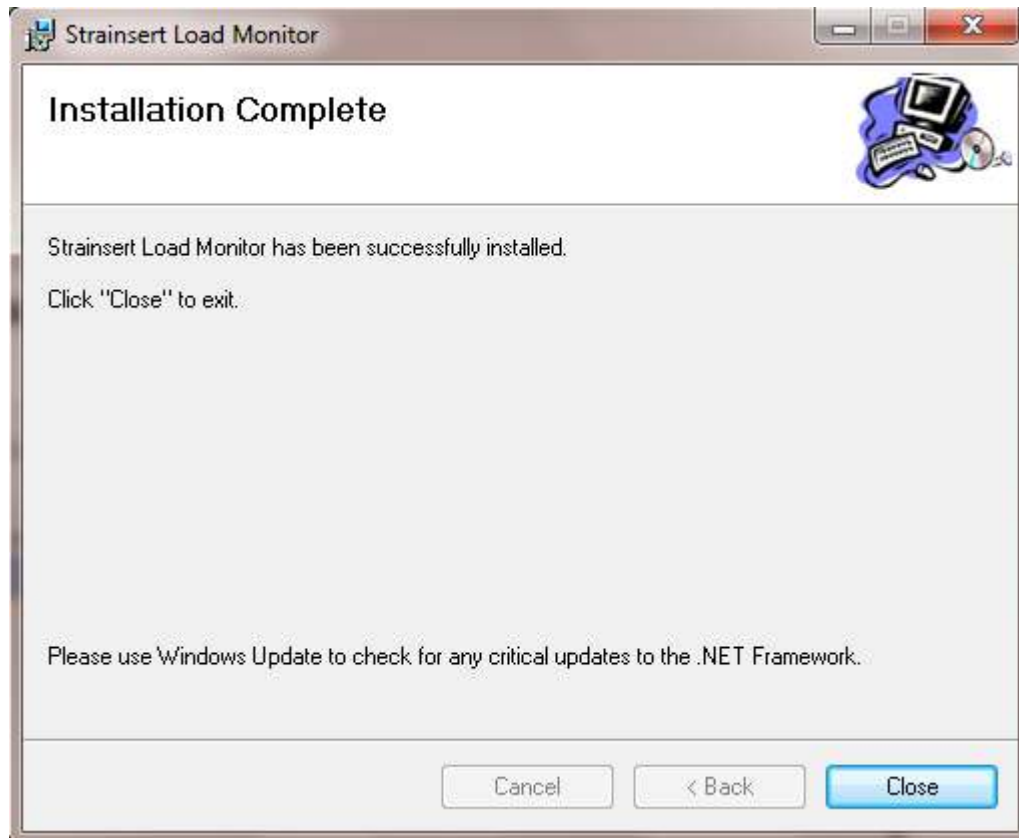 Strainsert Load Monitor
Installation Complete
Strainsert Load Monitor has been successfully installed.
Click "Close" to exit.
Please use Windows Update to check for any critical updates to the .NET Framework.
Cancel
< Back
Close